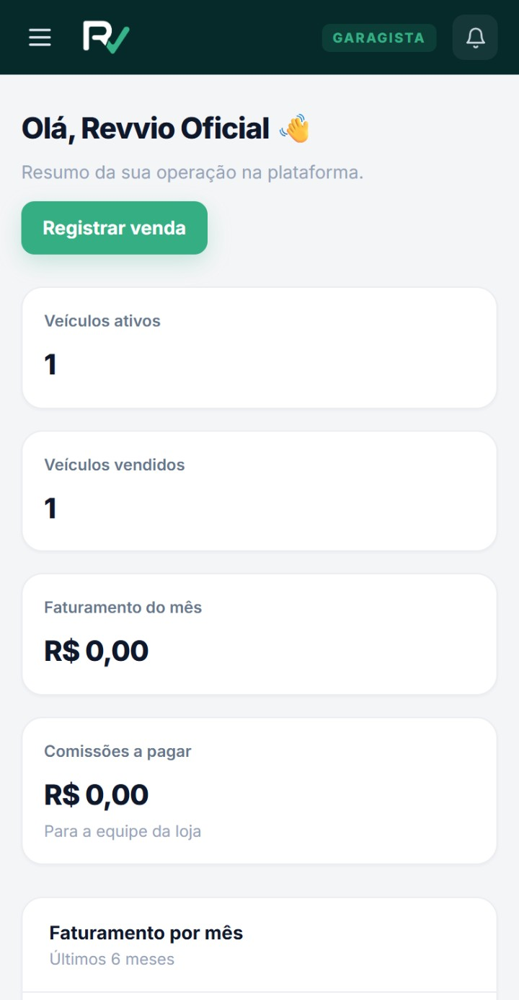 RV
GARAGISTA
Olá, Revvio Oficial 👋
Resumo da sua operação na plataforma.
Registrar venda
Veículos ativos
1
Veículos vendidos
1
Faturamento do mês
R$ 0,00
Comissões a pagar
R$ 0,00
Para a equipe da loja
Faturamento por mês
Últimos 6 meses